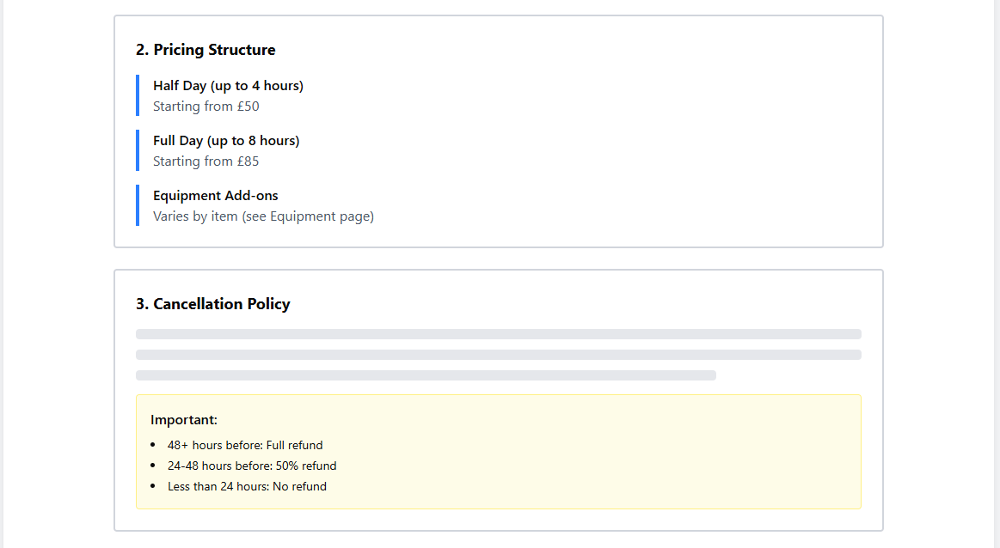 2. Pricing Structure
Half Day (up to 4 hours)
Starting from £50
Full Day (up to 8 hours)
Starting from £85
Equipment Add-ons
Varies by item (see Equipment page)
3. Cancellation Policy
Important:
• 48+ hours before: Full refund
• 24-48 hours before: 50% refund
• Less than 24 hours: No refund